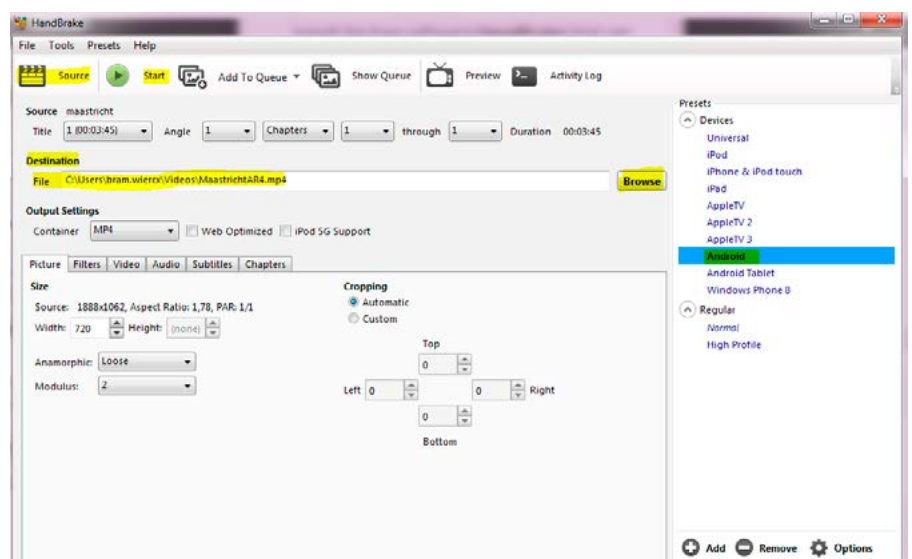 HandBrake
File Tools Presets Help
Source Start Add To Queue Show Queue Preview Activity Log
Source maastricht
Title 1 (00:03:45) Angle 1 Chapters 1 through 1 Duration 00:03:45
Destination
File C:\Users\bram.wiercx\Videos\MaastrichtAR4.mp4 Browse
Output Settings
Container MP4 Web Optimized iPod 5G Support
Picture Filters Video Audio Subtitles Chapters
Size
Source: 1888x1062, Aspect Ratio: 1,78, PAR: 1/1
Width: 720 Height: (none)
Anamorphic: Loose
Modulus: 2
Cropping
Automatic
Custom
Top
0
Left 0 0 Right
0
Bottom
Presets
Devices
Universal
iPod
iPhone & iPod touch
iPad
AppleTV
AppleTV 2
AppleTV 3
Android
Android Tablet
Windows Phone 8
Regular
Normal
High Profile
Add Remove Options